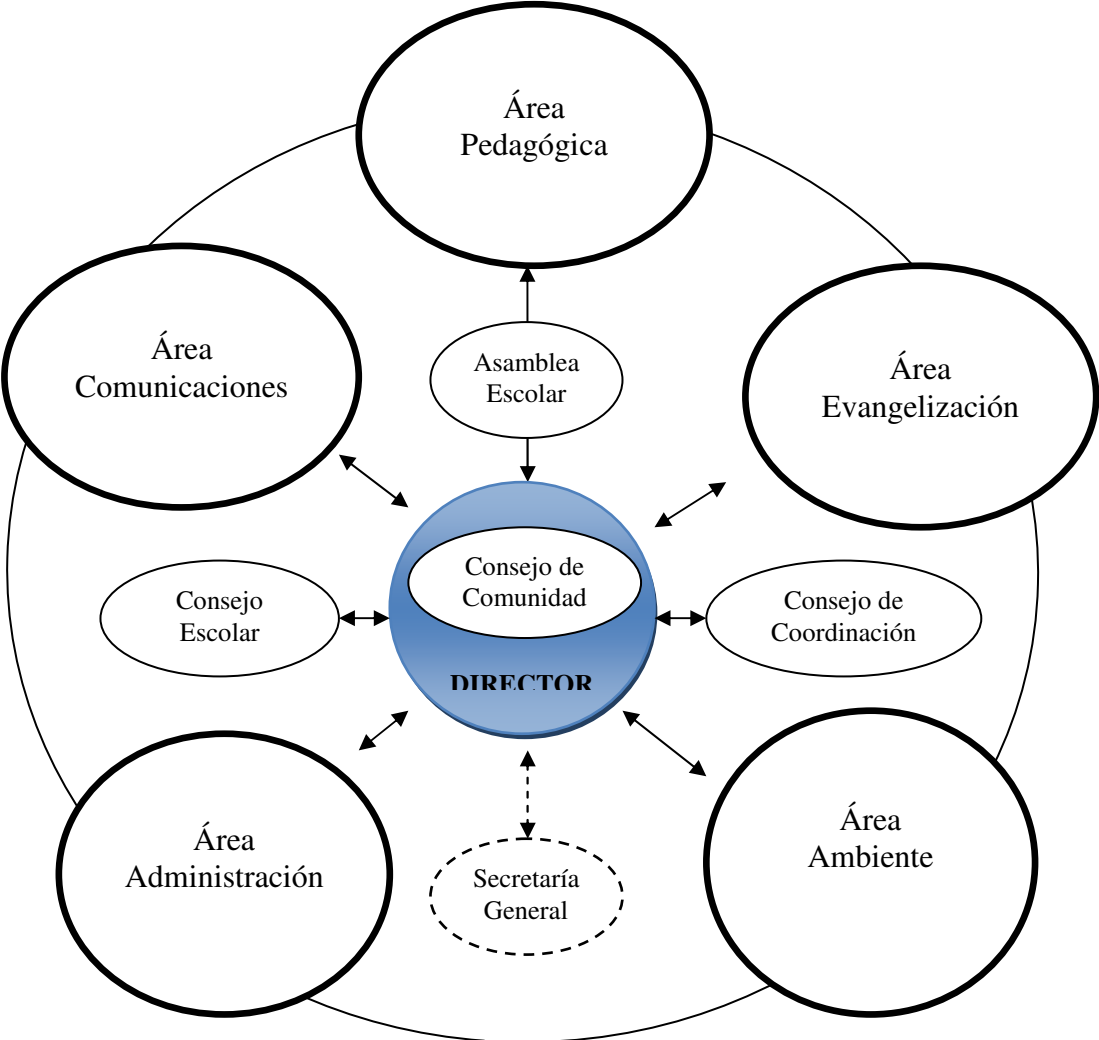 Área
Pedagógica
Área
Comunicaciones
Asamblea
Escolar
Área
Evangelización
Consejo de
Comunidad
Consejo
Escolar
Consejo de
Coordinación
DIRECTOR
Área
Administración
Área
Ambiente
Secretaría
General